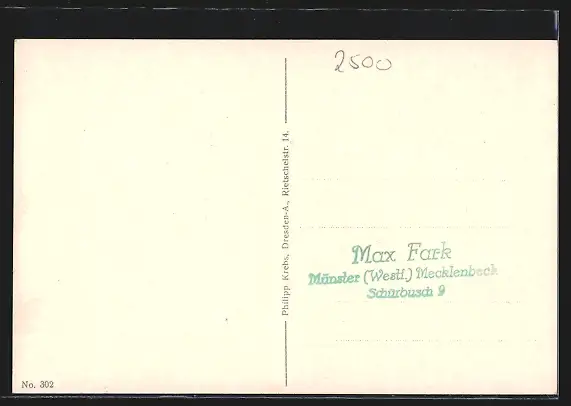 2500
Philipp Krebs, Dresden-A., Rietschelstr. 14.
Max Fark
Münster (Westf.) Mecklenbeck
Schürbusch 9
No. 302